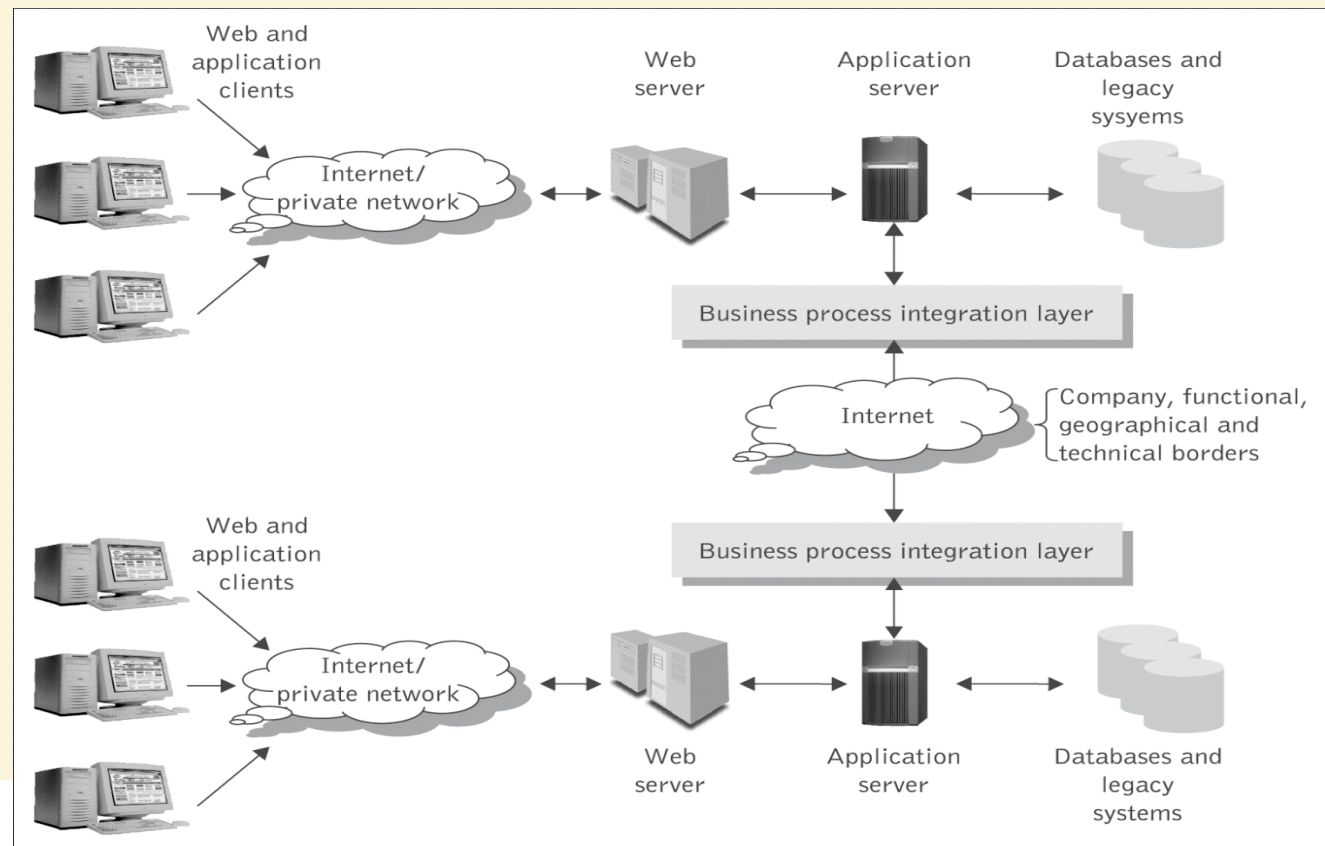 Web and
application
clients
Web
server
Application
server
Databases and
legacy
sysyems
Internet/
private network
Business process integration layer
Internet
Company, functional,
geographical and
technical borders
Web and
application
clients
Business process integration layer
Internet/
private network
Web
server
Application
server
Databases and
legacy
systems